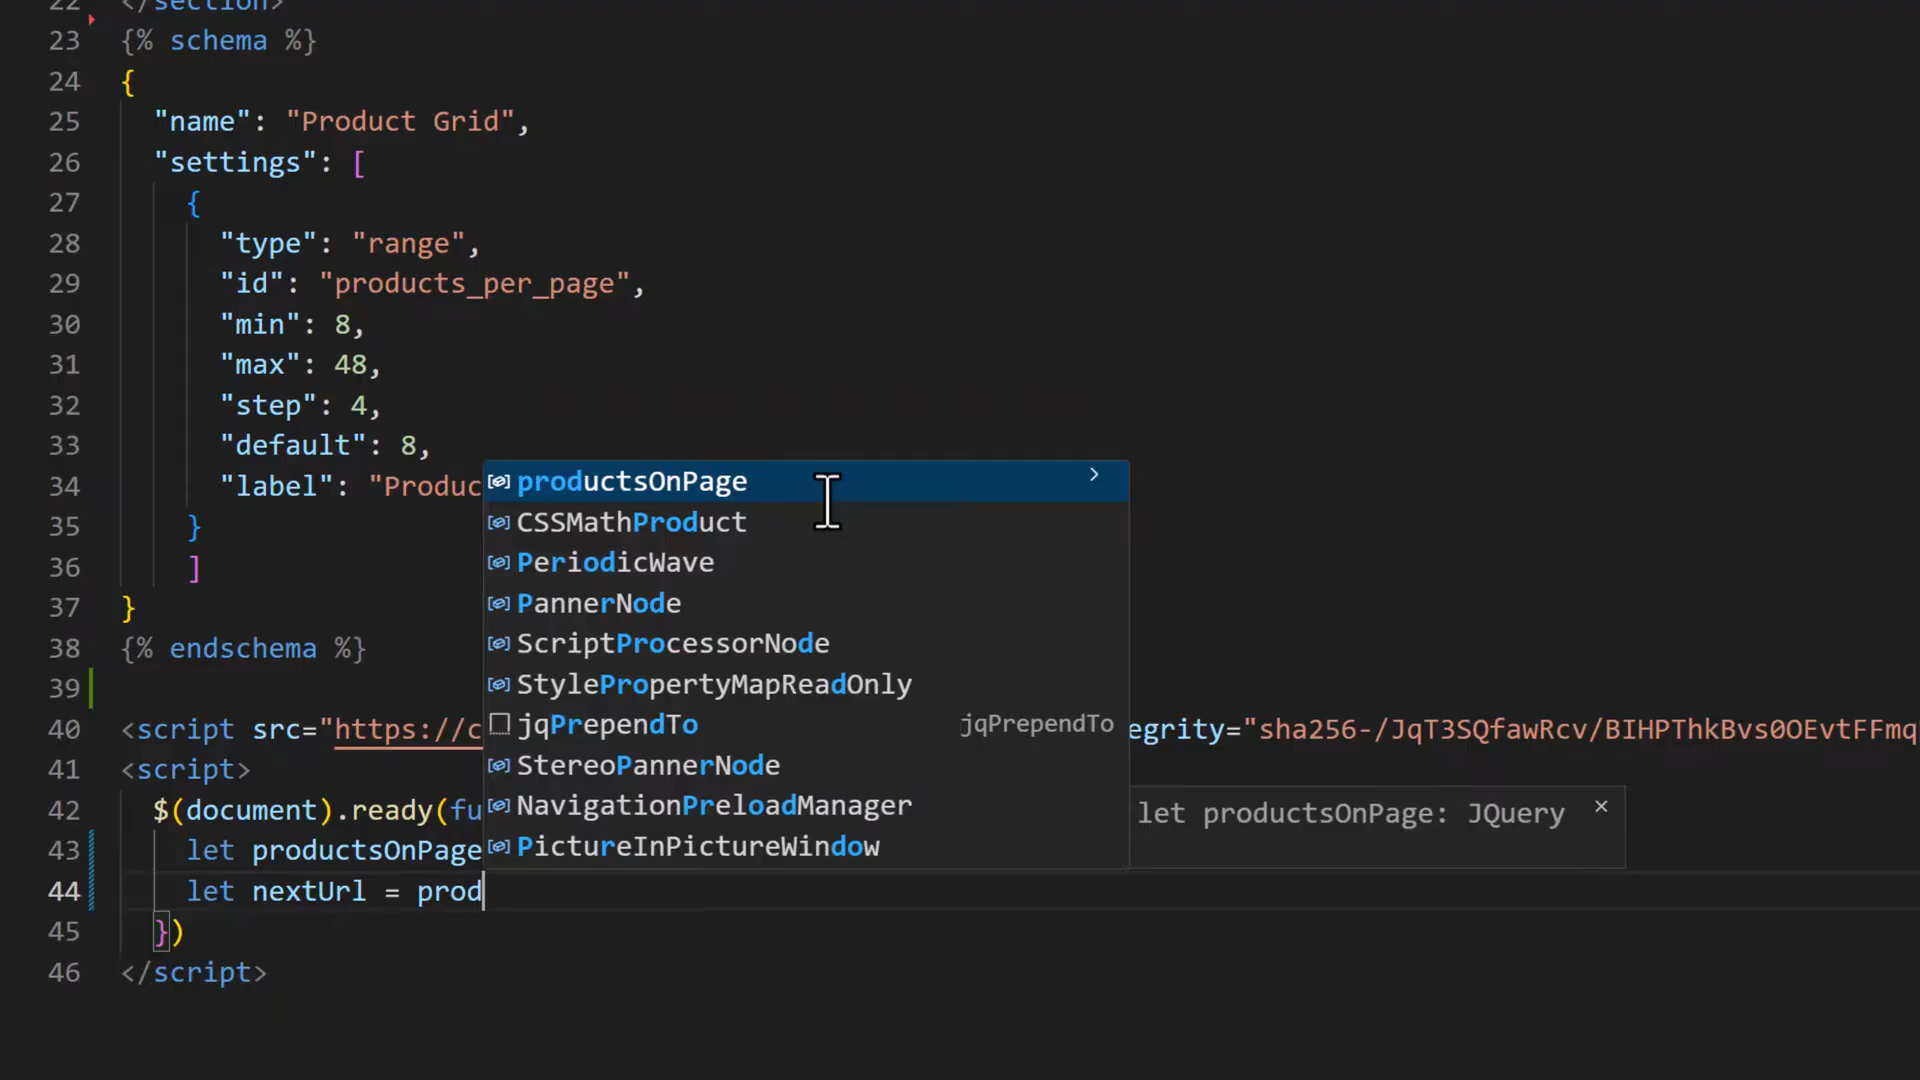 22 </section>
23 {% schema %}
24 {
25 "name": "Product Grid",
26 "settings": [
27 {
28 "type": "range",
29 "id": "products_per_page",
30 "min": 8,
31 "max": 48,
32 "step": 4,
33 "default": 8,
34 "label": "Produc
35 }
36 ]
37 }
38 {% endschema %}
39
40 <script src="https://c egrity="sha256-/JqT3SQfawRcv/BIHPThkBvs0OEvtFFmq
41 <script>
42 $(document).ready(fu
43 let productsOnPage
44 let nextUrl = prod
45 })
46 </script>
productsOnPage
CSSMathProduct
PeriodicWave
PannerNode
ScriptProcessorNode
StylePropertyMapReadOnly
jqPrependTo jqPrependTo
StereoPannerNode
NavigationPreloadManager
PictureInPictureWindow
let productsOnPage: JQuery